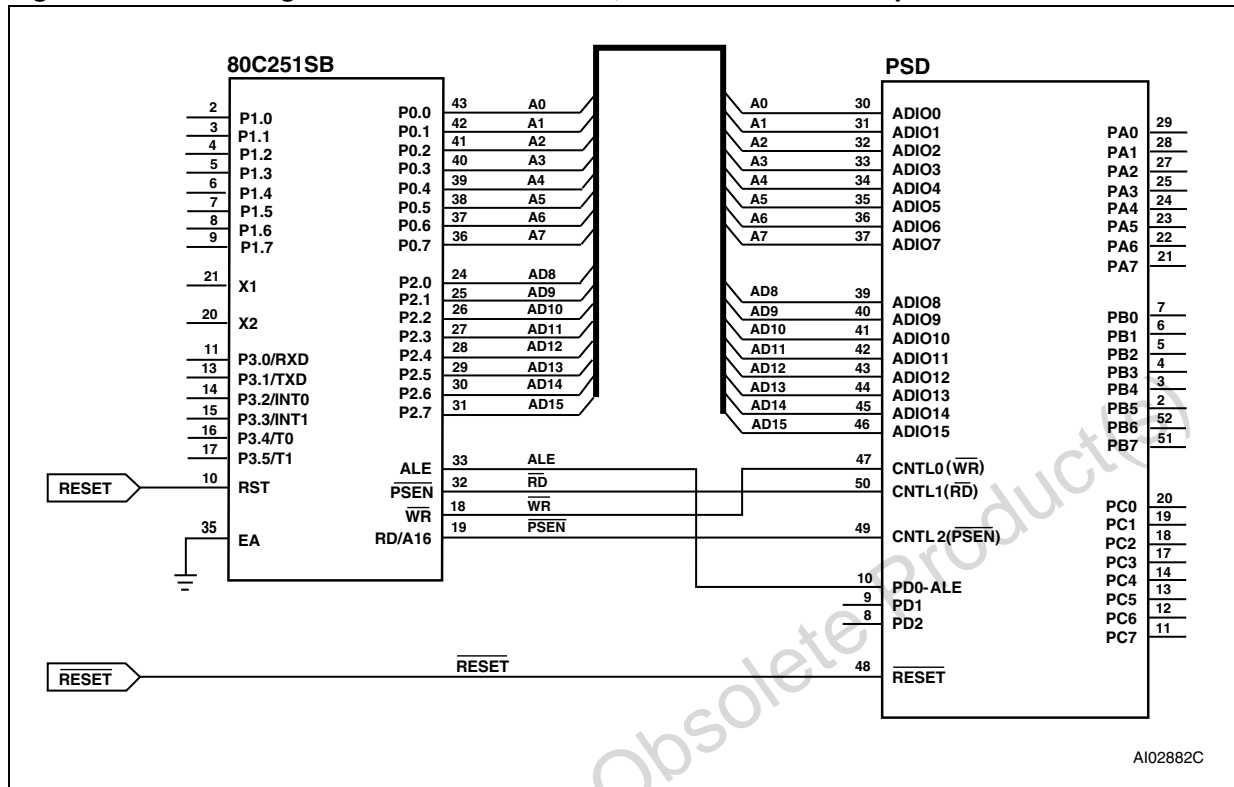 80C251SB
PSD
2 P1.0
3 P1.1
4 P1.2
5 P1.3
6 P1.4
7 P1.5
8 P1.6
9 P1.7
21 X1
20 X2
11 P3.0/RXD
13 P3.1/TXD
14 P3.2/INT0
15 P3.3/INT1
16 P3.4/T0
17 P3.5/T1
RESET 10 RST
35 EA
P0.0 43 A0
P0.1 42 A1
P0.2 41 A2
P0.3 40 A3
P0.4 39 A4
P0.5 38 A5
P0.6 37 A6
P0.7 36 A7
P2.0 24 AD8
P2.1 25 AD9
P2.2 26 AD10
P2.3 27 AD11
P2.4 28 AD12
P2.5 29 AD13
P2.6 30 AD14
P2.7 31 AD15
ALE 33 ALE
PSEN 32 RD
WR 18 WR
RD/A16 19 PSEN
A0 30 ADIO0
A1 31 ADIO1
A2 32 ADIO2
A3 33 ADIO3
A4 34 ADIO4
A5 35 ADIO5
A6 36 ADIO6
A7 37 ADIO7
AD8 39 ADIO8
AD9 40 ADIO9
AD10 41 ADIO10
AD11 42 ADIO11
AD12 43 ADIO12
AD13 44 ADIO13
AD14 45 ADIO14
AD15 46 ADIO15
47 CNTL0 (WR)
50 CNTL1(RD)
49 CNTL 2(PSEN)
10 PD0-ALE
9 PD1
8 PD2
RESET RESET 48 RESET
PA0 29
PA1 28
PA2 27
PA3 25
PA4 24
PA5 23
PA6 22
PA7 21
PB0 7
PB1 6
PB2 5
PB3 4
PB4 3
PB5 2
PB6 52
PB7 51
PC0 20
PC1 19
PC2 18
PC3 17
PC4 14
PC5 13
PC6 12
PC7 11
Obsolete Product(s)
AI02882C